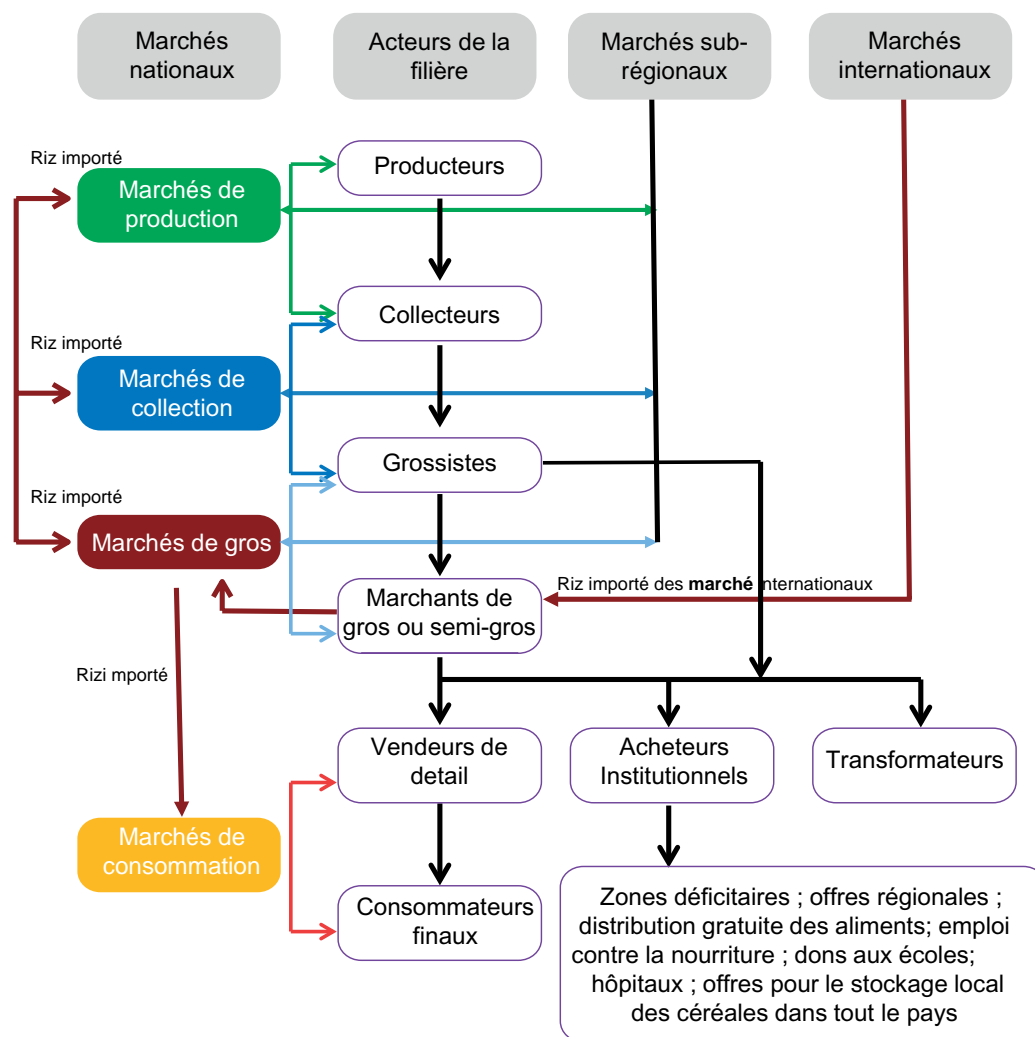 Marchés
nationaux
Acteurs de la
filière
Marchés sub-
régionaux
Marchés
internationaux
Riz importé
Marchés de
production
Producteurs
Collecteurs
Riz importé
Marchés de
collection
Grossistes
Riz importé
Marchés de gros
Riz importé des marché internationaux
Marchants de
gros ou semi-gros
Rizi mporté
Vendeurs de
detail
Acheteurs
Institutionnels
Transformateurs
Marchés de
consommation
Consommateurs
finaux
Zones déficitaires ; offres régionales ;
distribution gratuite des aliments; emploi
contre la nourriture ; dons aux écoles;
hôpitaux ; offres pour le stockage local
des céréales dans tout le pays